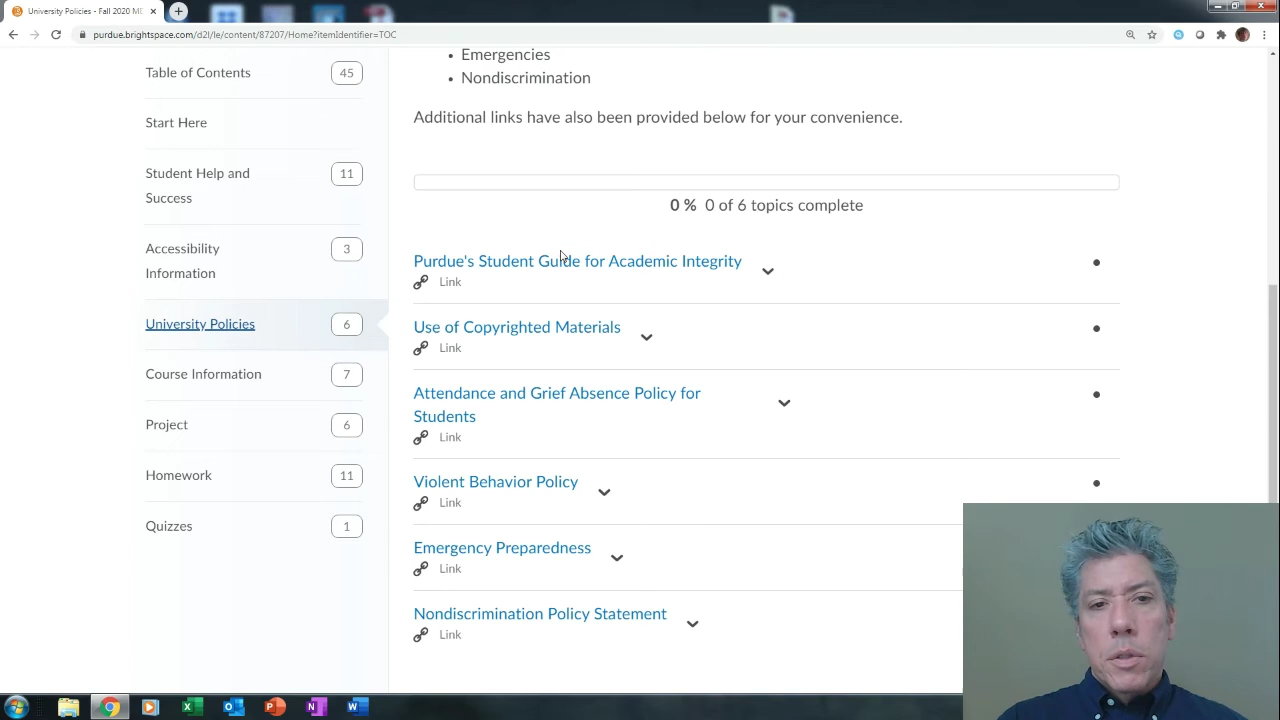 University Policies - Fall 2020 ME
purdue.brightspace.com/d2l/le/content/87207/Home?itemIdentifier=TOC
Table of Contents 45
Start Here
Student Help and
Success
11
Accessibility
Information
3
University Policies 6
Course Information 7
Project 6
Homework 11
Quizzes 1
• Emergencies
• Nondiscrimination
Additional links have also been provided below for your convenience.
0 % 0 of 6 topics complete
Purdue's Student Guide for Academic Integrity
Link
Use of Copyrighted Materials
Link
Attendance and Grief Absence Policy for
Students
Link
Violent Behavior Policy
Link
Emergency Preparedness
Link
Nondiscrimination Policy Statement
Link